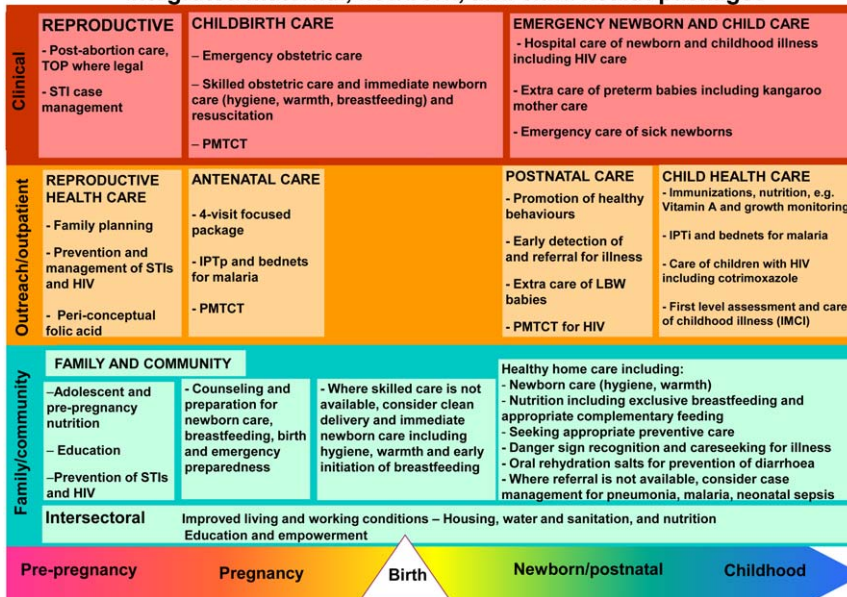 Clinical
REPRODUCTIVE
- Post-abortion care,
TOP where legal
- STI case
management
CHILDBIRTH CARE
– Emergency obstetric care
– Skilled obstetric care and immediate newborn
care (hygiene, warmth, breastfeeding) and
resuscitation
– PMTCT
EMERGENCY NEWBORN AND CHILD CARE
- Hospital care of newborn and childhood illness
including HIV care
- Extra care of preterm babies including kangaroo
mother care
- Emergency care of sick newborns
Outreach/outpatient
REPRODUCTIVE
HEALTH CARE
- Family planning
- Prevention and
management of STIs
and HIV
- Peri-conceptual
folic acid
ANTENATAL CARE
- 4-visit focused
package
- IPTp and bednets
for malaria
- PMTCT
POSTNATAL CARE
- Promotion of healthy
behaviours
- Early detection of
and referral for illness
- Extra care of LBW
babies
- PMTCT for HIV
CHILD HEALTH CARE
- Immunizations, nutrition, e.g.
Vitamin A and growth monitoring
- IPTi and bednets for malaria
- Care of children with HIV
including cotrimoxazole
- First level assessment and care
of childhood illness (IMCI)
Family/community
FAMILY AND COMMUNITY
–Adolescent and
pre-pregnancy
nutrition
– Education
–Prevention of STIs
and HIV
- Counseling and
preparation for
newborn care,
breastfeeding, birth
and emergency
preparedness
- Where skilled care is not
available, consider clean
delivery and immediate
newborn care including
hygiene, warmth and early
initiation of breastfeeding
Healthy home care including:
- Newborn care (hygiene, warmth)
- Nutrition including exclusive breastfeeding and
appropriate complementary feeding
- Seeking appropriate preventive care
- Danger sign recognition and careseeking for illness
- Oral rehydration salts for prevention of diarrhoea
- Where referral is not available, consider case
management for pneumonia, malaria, neonatal sepsis
Intersectoral
Improved living and working conditions – Housing, water and sanitation, and nutrition
Education and empowerment
Pre-pregnancy
Pregnancy
Birth
Newborn/postnatal
Childhood